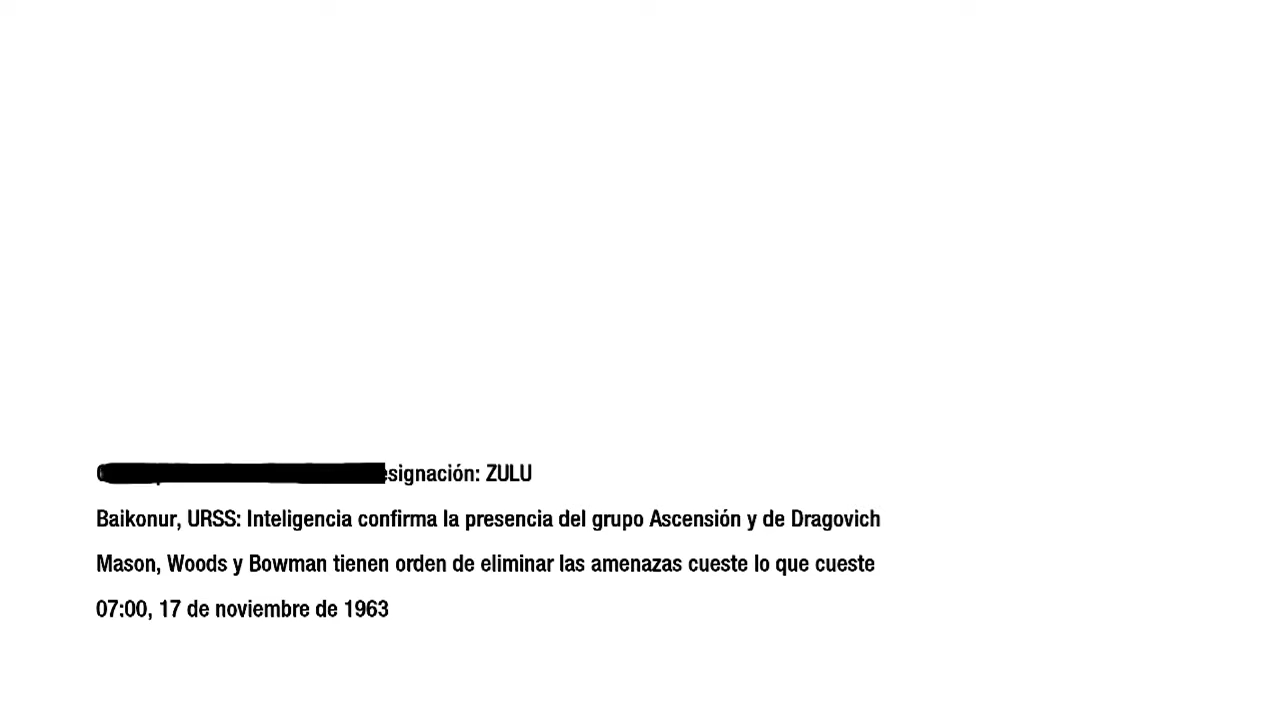 esignación: ZULU
Baikonur, URSS: Inteligencia confirma la presencia del grupo Ascensión y de Dragovich
Mason, Woods y Bowman tienen orden de eliminar las amenazas cueste lo que cueste
07:00, 17 de noviembre de 1963